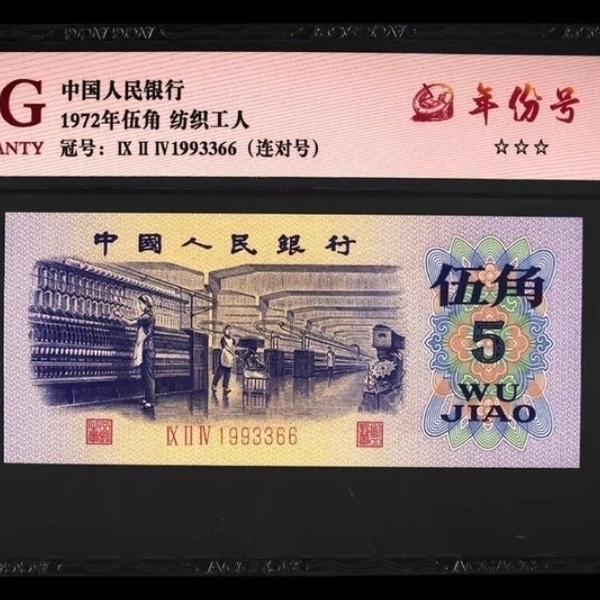 G
ANTY
中国人民银行
1972年伍角 纺织工人
冠号：Ⅸ Ⅱ Ⅳ1993366（连对号）
年份号
☆☆☆
中國人民銀行
伍角
5
WU
JIAO
Ⅸ Ⅱ Ⅳ 1993366